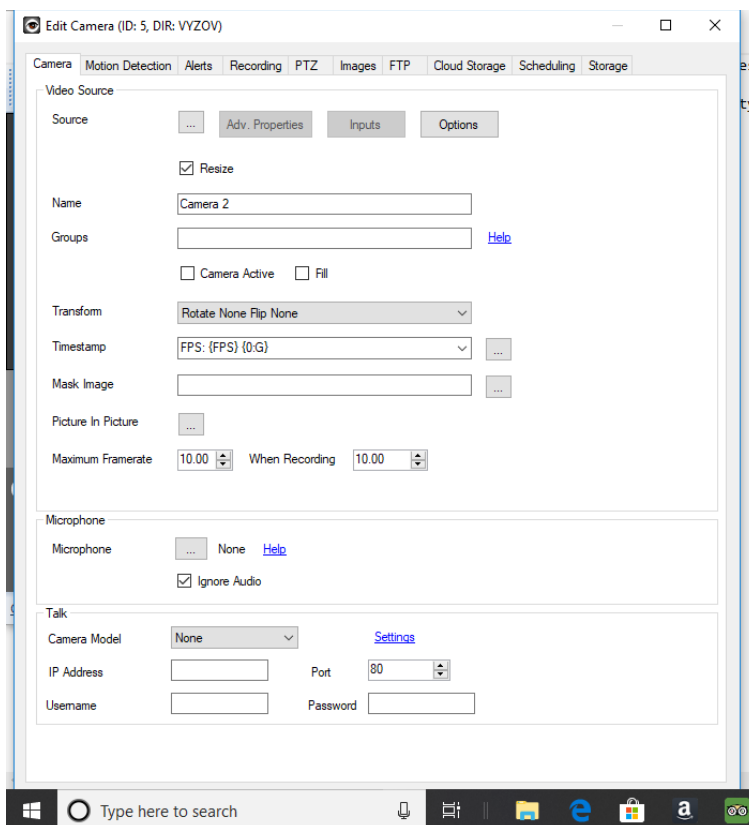 Edit Camera (ID: 5, DIR: VYZOV)
Camera Motion Detection Alerts Recording PTZ Images FTP Cloud Storage Scheduling Storage
Video Source
Source ... Adv. Properties Inputs Options
Resize
Name Camera 2
Groups Help
Camera Active Fill
Transform Rotate None Flip None
Timestamp FPS: {FPS} {0:G} ...
Mask Image ...
Picture In Picture ...
Maximum Framerate 10.00 When Recording 10.00
Microphone
Microphone ... None Help
Ignore Audio
Talk
Camera Model None Settings
IP Address Port 80
Username Password
Type here to search